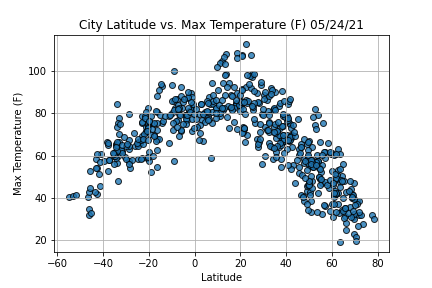 City Latitude vs. Max Temperature (F) 05/24/21
Max Temperature (F)
100
80
60
40
20
−60 −40 −20 0 20 40 60 80
Latitude